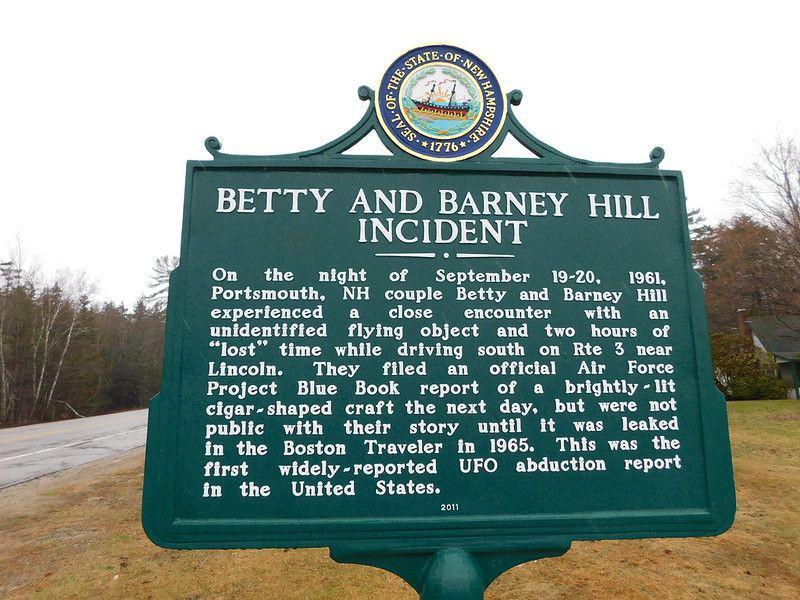 SEAL·OF·THE·STATE·OF·NEW HAMPSHIRE·
★1776★
BETTY AND BARNEY HILL
INCIDENT
On the night of September 19-20, 1961,
Portsmouth, NH couple Betty and Barney Hill
experienced a close encounter with an
unidentified flying object and two hours of
"lost" time while driving south on Rte 3 near
Lincoln. They filed an official Air Force
Project Blue Book report of a brightly-lit
cigar-shaped craft the next day, but were not
public with their story until it was leaked
in the Boston Traveler in 1965. This was the
first widely-reported UFO abduction report
in the United States.
2011